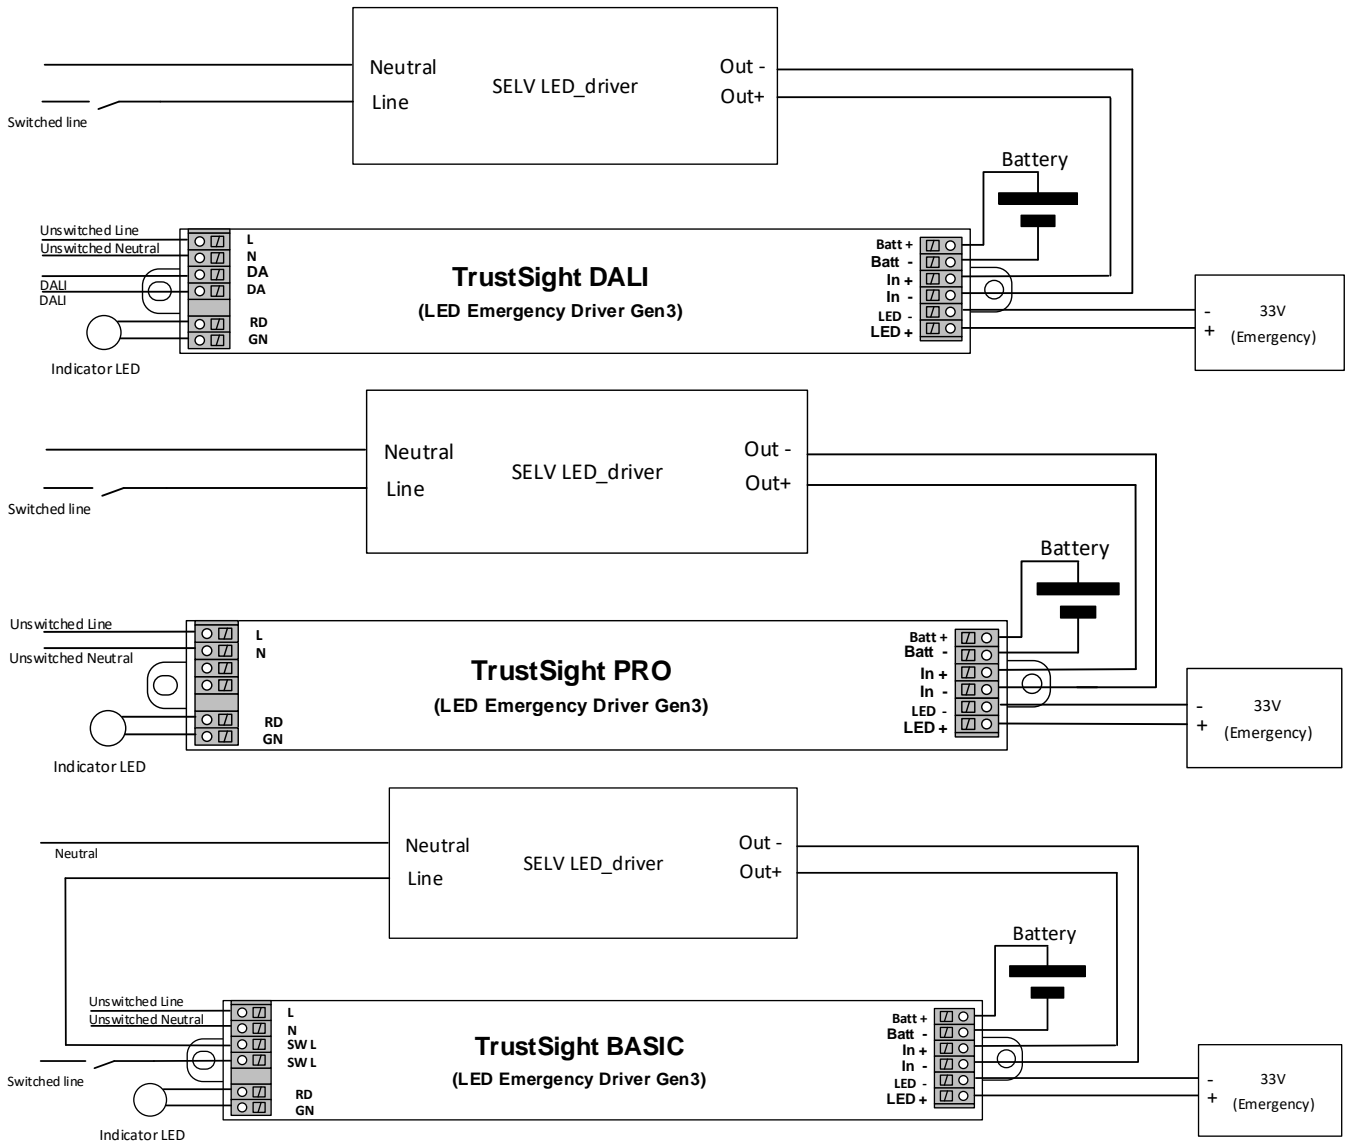 Neutral
SELV LED_driver
Out -
Line
Out+
Switched line
Battery
Unswitched Line
Unswitched Neutral
DALI
DALI
L
N
DA
DA
RD
GN
Indicator LED
TrustSight DALI
(LED Emergency Driver Gen3)
Batt +
Batt -
In +
In -
LED -
LED +
-
+
33V
(Emergency)
Neutral
SELV LED_driver
Out -
Line
Out+
Switched line
Battery
Unswitched Line
Unswitched Neutral
L
N
RD
GN
Indicator LED
TrustSight PRO
(LED Emergency Driver Gen3)
Batt +
Batt -
In +
In -
LED -
LED +
-
+
33V
(Emergency)
Neutral
Neutral
SELV LED_driver
Out -
Line
Out+
Battery
Unswitched Line
Unswitched Neutral
Switched line
L
N
SW L
SW L
RD
GN
Indicator LED
TrustSight BASIC
(LED Emergency Driver Gen3)
Batt +
Batt -
In +
In -
LED -
LED +
-
+
33V
(Emergency)